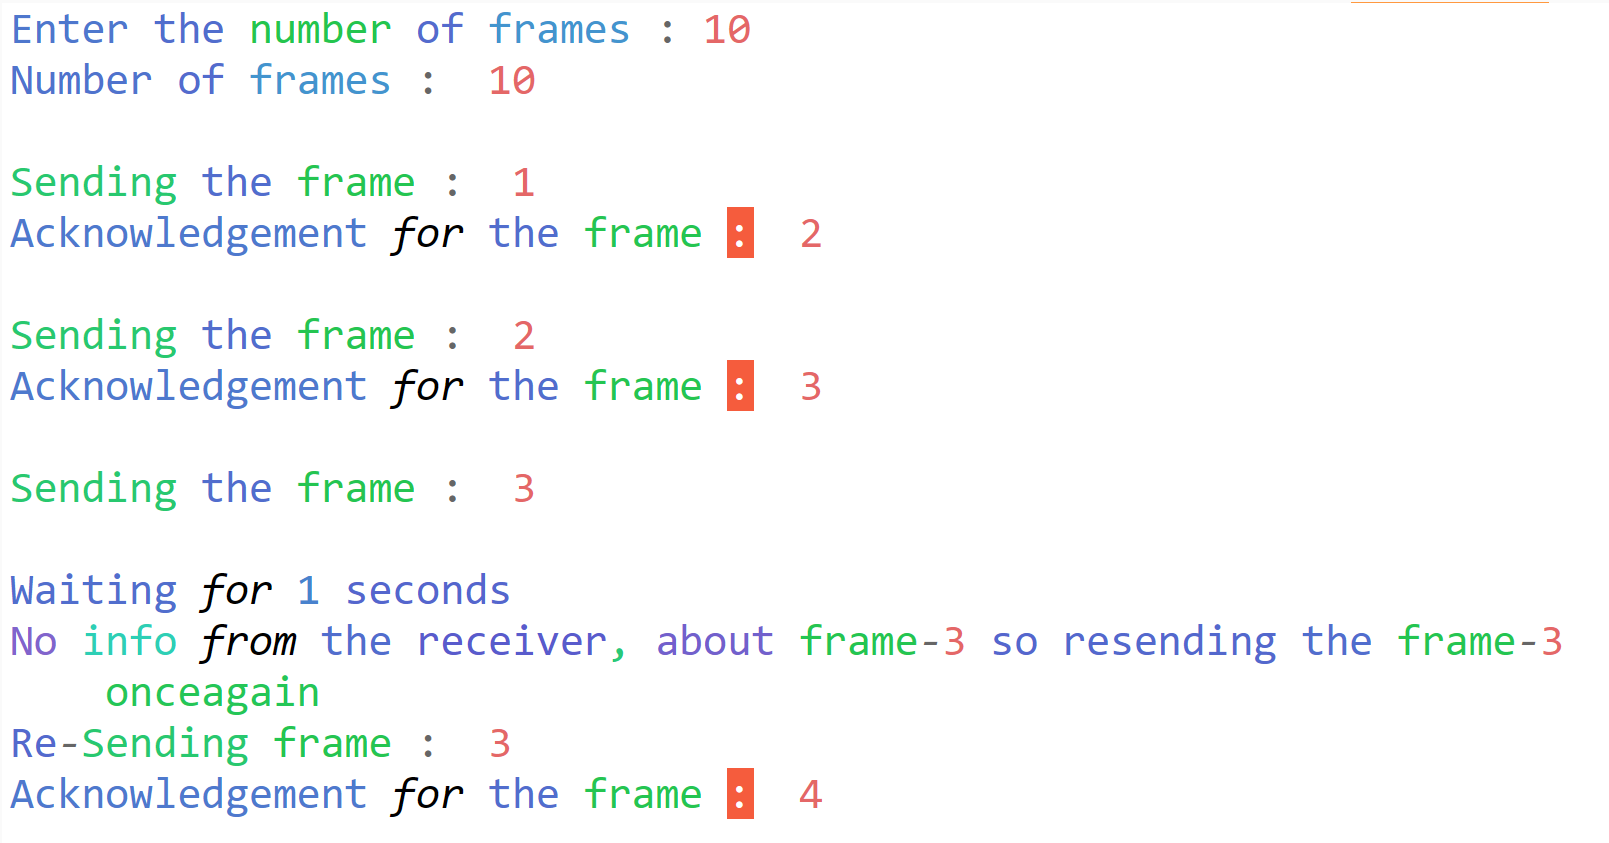 Enter the number of frames : 10
Number of frames :  10
Sending the frame :  1
Acknowledgement for the frame :  2
Sending the frame :  2
Acknowledgement for the frame :  3
Sending the frame :  3
Waiting for 1 seconds
No info from the receiver, about frame-3 so resending the frame-3
onceagain
Re-Sending frame :  3
Acknowledgement for the frame :  4